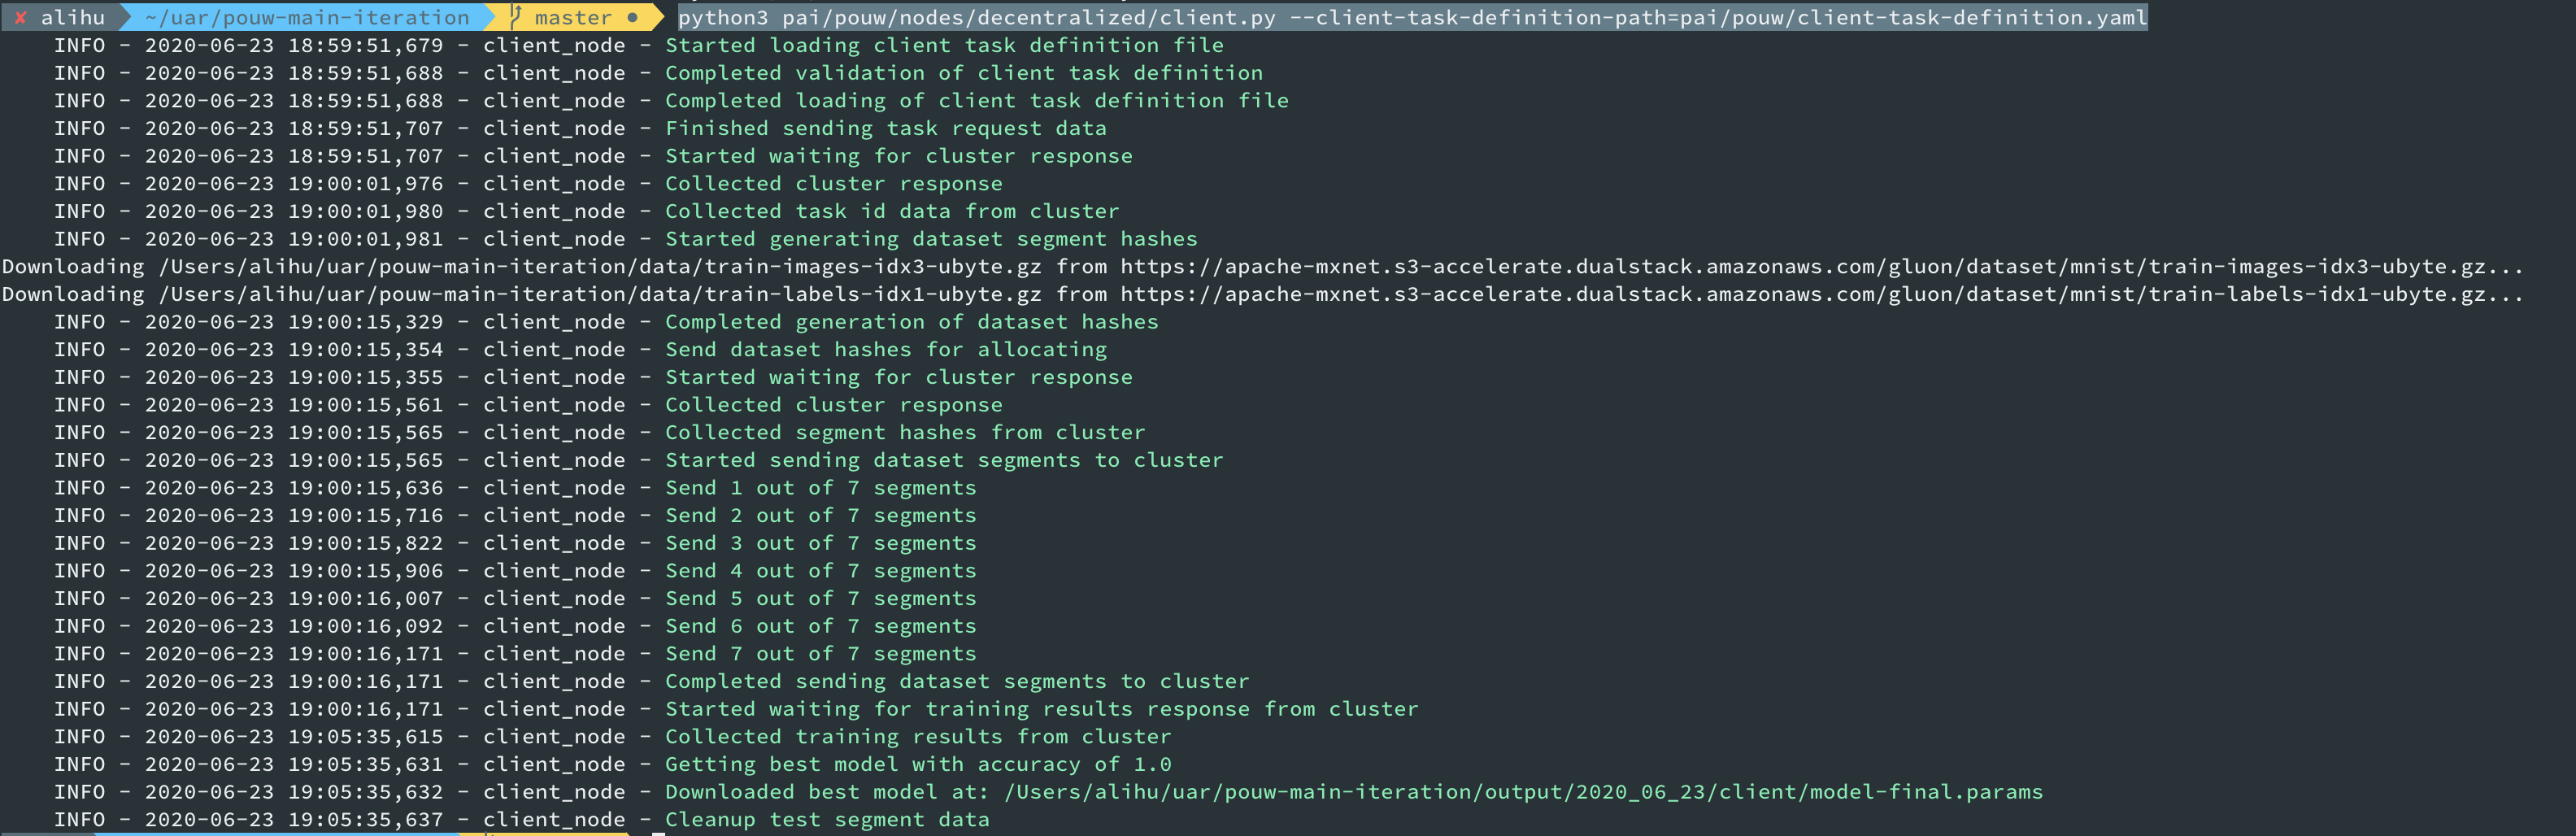 ✘ alihu ~/uar/pouw-main-iteration master ● python3 pai/pouw/nodes/decentralized/client.py --client-task-definition-path=pai/pouw/client-task-definition.yaml
INFO - 2020-06-23 18:59:51,679 - client_node - Started loading client task definition file
INFO - 2020-06-23 18:59:51,688 - client_node - Completed validation of client task definition
INFO - 2020-06-23 18:59:51,688 - client_node - Completed loading of client task definition file
INFO - 2020-06-23 18:59:51,707 - client_node - Finished sending task request data
INFO - 2020-06-23 18:59:51,707 - client_node - Started waiting for cluster response
INFO - 2020-06-23 19:00:01,976 - client_node - Collected cluster response
INFO - 2020-06-23 19:00:01,980 - client_node - Collected task id data from cluster
INFO - 2020-06-23 19:00:01,981 - client_node - Started generating dataset segment hashes
Downloading /Users/alihu/uar/pouw-main-iteration/data/train-images-idx3-ubyte.gz from https://apache-mxnet.s3-accelerate.dualstack.amazonaws.com/gluon/dataset/mnist/train-images-idx3-ubyte.gz...
Downloading /Users/alihu/uar/pouw-main-iteration/data/train-labels-idx1-ubyte.gz from https://apache-mxnet.s3-accelerate.dualstack.amazonaws.com/gluon/dataset/mnist/train-labels-idx1-ubyte.gz...
INFO - 2020-06-23 19:00:15,329 - client_node - Completed generation of dataset hashes
INFO - 2020-06-23 19:00:15,354 - client_node - Send dataset hashes for allocating
INFO - 2020-06-23 19:00:15,355 - client_node - Started waiting for cluster response
INFO - 2020-06-23 19:00:15,561 - client_node - Collected cluster response
INFO - 2020-06-23 19:00:15,565 - client_node - Collected segment hashes from cluster
INFO - 2020-06-23 19:00:15,565 - client_node - Started sending dataset segments to cluster
INFO - 2020-06-23 19:00:15,636 - client_node - Send 1 out of 7 segments
INFO - 2020-06-23 19:00:15,716 - client_node - Send 2 out of 7 segments
INFO - 2020-06-23 19:00:15,822 - client_node - Send 3 out of 7 segments
INFO - 2020-06-23 19:00:15,906 - client_node - Send 4 out of 7 segments
INFO - 2020-06-23 19:00:16,007 - client_node - Send 5 out of 7 segments
INFO - 2020-06-23 19:00:16,092 - client_node - Send 6 out of 7 segments
INFO - 2020-06-23 19:00:16,171 - client_node - Send 7 out of 7 segments
INFO - 2020-06-23 19:00:16,171 - client_node - Completed sending dataset segments to cluster
INFO - 2020-06-23 19:00:16,171 - client_node - Started waiting for training results response from cluster
INFO - 2020-06-23 19:05:35,615 - client_node - Collected training results from cluster
INFO - 2020-06-23 19:05:35,631 - client_node - Getting best model with accuracy of 1.0
INFO - 2020-06-23 19:05:35,632 - client_node - Downloaded best model at: /Users/alihu/uar/pouw-main-iteration/output/2020_06_23/client/model-final.params
INFO - 2020-06-23 19:05:35,637 - client_node - Cleanup test segment data